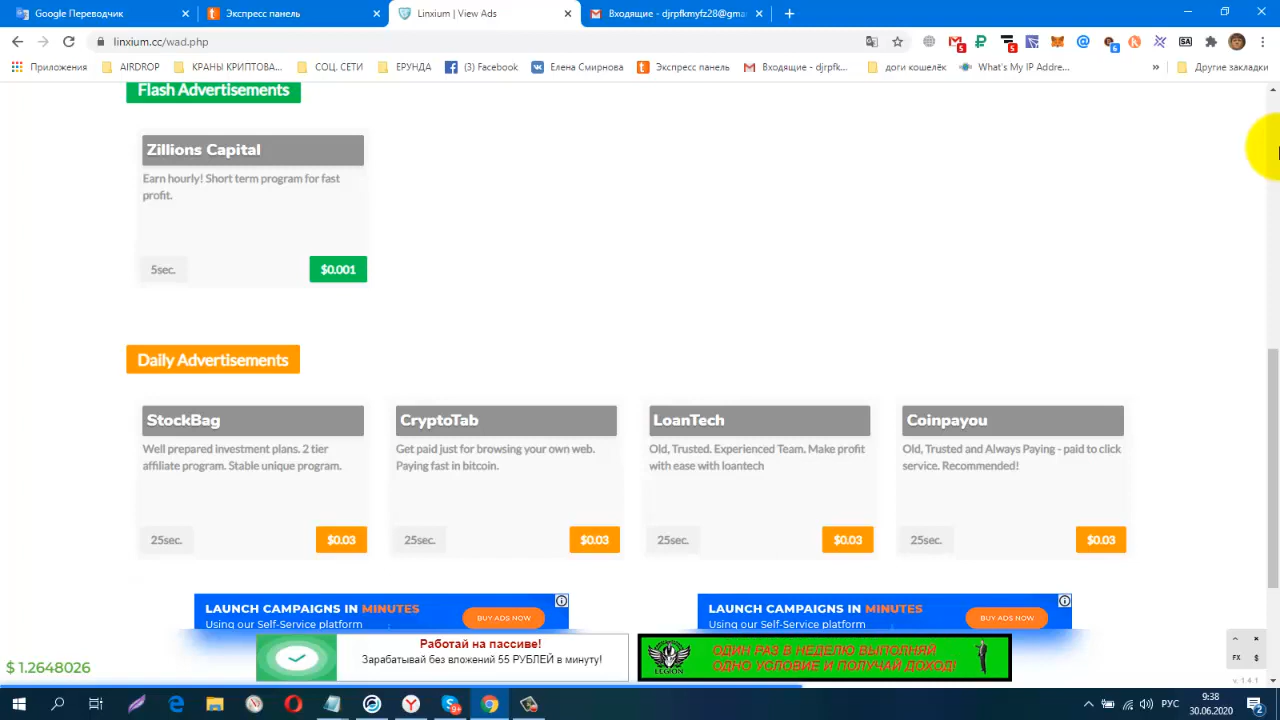 Google Переводчик
Экспресс панель
Linxium | View Ads
Входящие - djrpfkmyfz28@gma
linxium.cc/wad.php
Приложения
AIRDROP
КРАНЫ КРИПТОВА...
СОЦ. СЕТИ
ЕРУНДА
(3) Facebook
Елена Смирнова
Экспресс панель
Входящие - djrpfk...
доги кошелёк
What's My IP Addre...
»
Другие закладки
Flash Advertisements
Zillions Capital
Earn hourly! Short term program for fast
profit.
5sec.
$0.001
Daily Advertisements
StockBag
Well prepared investment plans. 2 tier
affiliate program. Stable unique program.
25sec.
$0.03
CryptoTab
Get paid just for browsing your own web.
Paying fast in bitcoin.
25sec.
$0.03
LoanTech
Old, Trusted. Experienced Team. Make profit
with ease with loantech
25sec.
$0.03
Coinpayou
Old, Trusted and Always Paying - paid to click
service. Recommended!
25sec.
$0.03
LAUNCH CAMPAIGNS IN MINUTES
Using our Self-Service platform
BUY ADS NOW
LAUNCH CAMPAIGNS IN MINUTES
Using our Self-Service platform
BUY ADS NOW
$ 1.2648026
Работай на пассиве!
Зарабатывай без вложений 55 РУБЛЕЙ в минуту!
LEGION
ОДИН РАЗ В НЕДЕЛЮ ВЫПОЛНЯЙ
ОДНО УСЛОВИЕ И ПОЛУЧАЙ ДОХОД!
FX
$
v. 1.4.1
РУС
9:38
30.06.2020